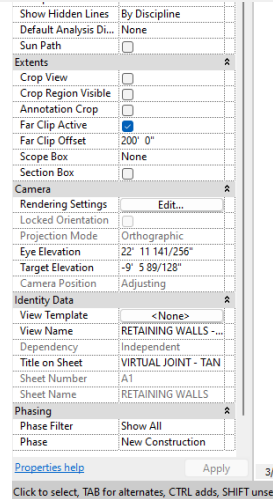 Show Hidden Lines By Discipline
Default Analysis Di... None
Sun Path
Extents
Crop View
Crop Region Visible
Annotation Crop
Far Clip Active
Far Clip Offset 200' 0"
Scope Box None
Section Box
Camera
Rendering Settings Edit...
Locked Orientation
Projection Mode Orthographic
Eye Elevation 22' 11 141/256"
Target Elevation -9' 5 89/128"
Camera Position Adjusting
Identity Data
View Template <None>
View Name RETAINING WALLS -...
Dependency Independent
Title on Sheet VIRTUAL JOINT - TAN
Sheet Number A1
Sheet Name RETAINING WALLS
Phasing
Phase Filter Show All
Phase New Construction
Properties help Apply
3/
Click to select, TAB for alternates, CTRL adds, SHIFT unse